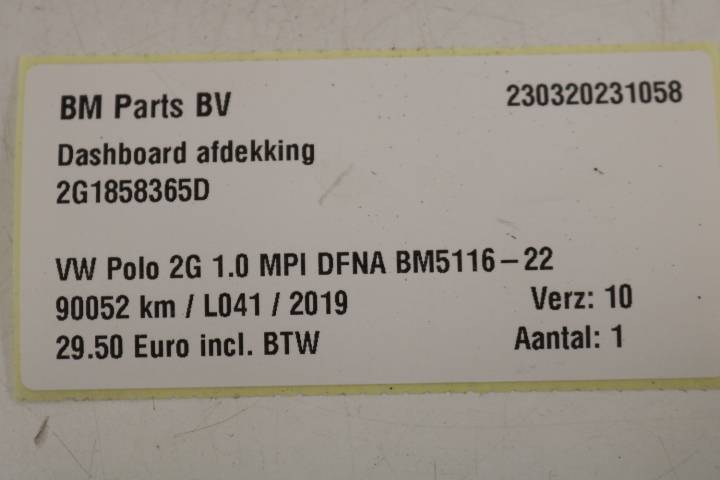 BM Parts BV 230320231058
Dashboard afdekking
2G1858365D
VW Polo 2G 1.0 MPI DFNA BM5116-22
90052 km / L041 / 2019 Verz: 10
29.50 Euro incl. BTW Aantal: 1